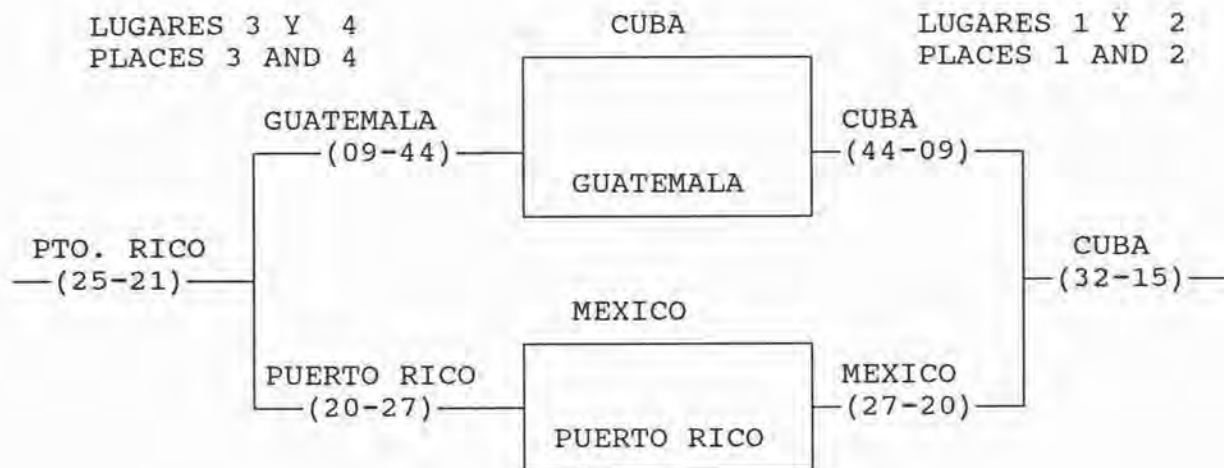 LUGARES 3 Y 4
PLACES 3 AND 4
CUBA
LUGARES 1 Y 2
PLACES 1 AND 2
GUATEMALA
(09-44)
CUBA
(44-09)
GUATEMALA
PTO. RICO
(25-21)
CUBA
(32-15)
MEXICO
PUERTO RICO
(20-27)
MEXICO
(27-20)
PUERTO RICO